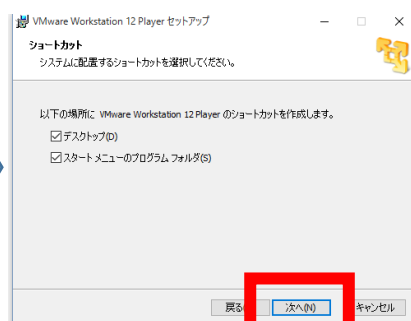 VMware Workstation 12 Player セットアップ
ショートカット
システムに配置するショートカットを選択してください。
以下の場所に VMware Workstation 12 Player のショートカットを作成します。
デスクトップ(D)
スタート メニューのプログラム フォルダ(S)
戻る
次へ(N)
キャンセル